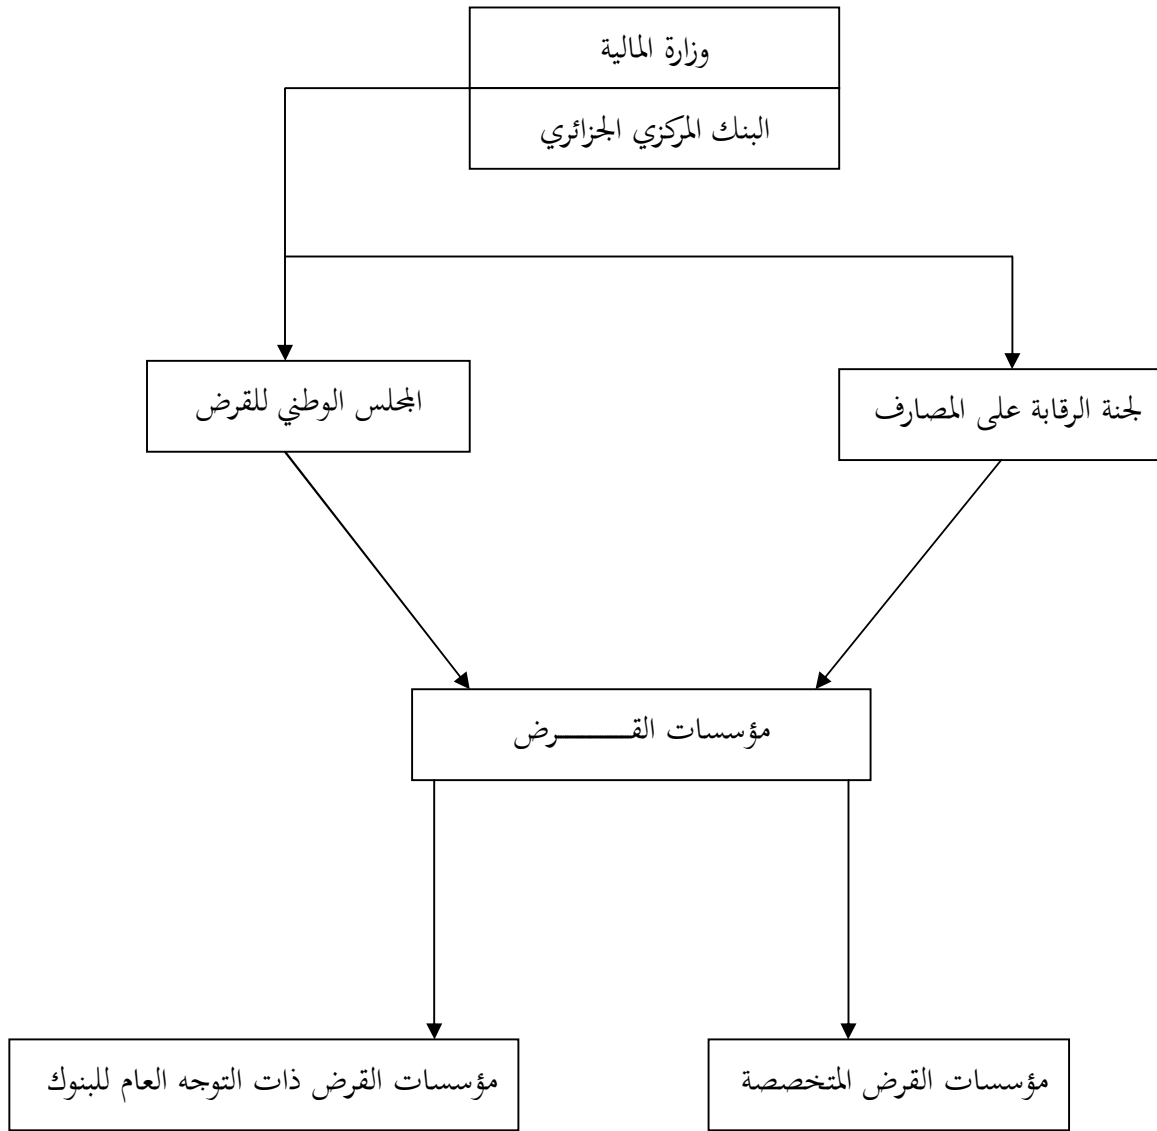 وزارة المالية
البنك المركزي الجزائري
لجنة الرقابة على المصارف
المجلس الوطني للقرض
مؤسسات القـــــــــرض
مؤسسات القرض المتخصصة
مؤسسات القرض ذات التوجه العام للبنوك